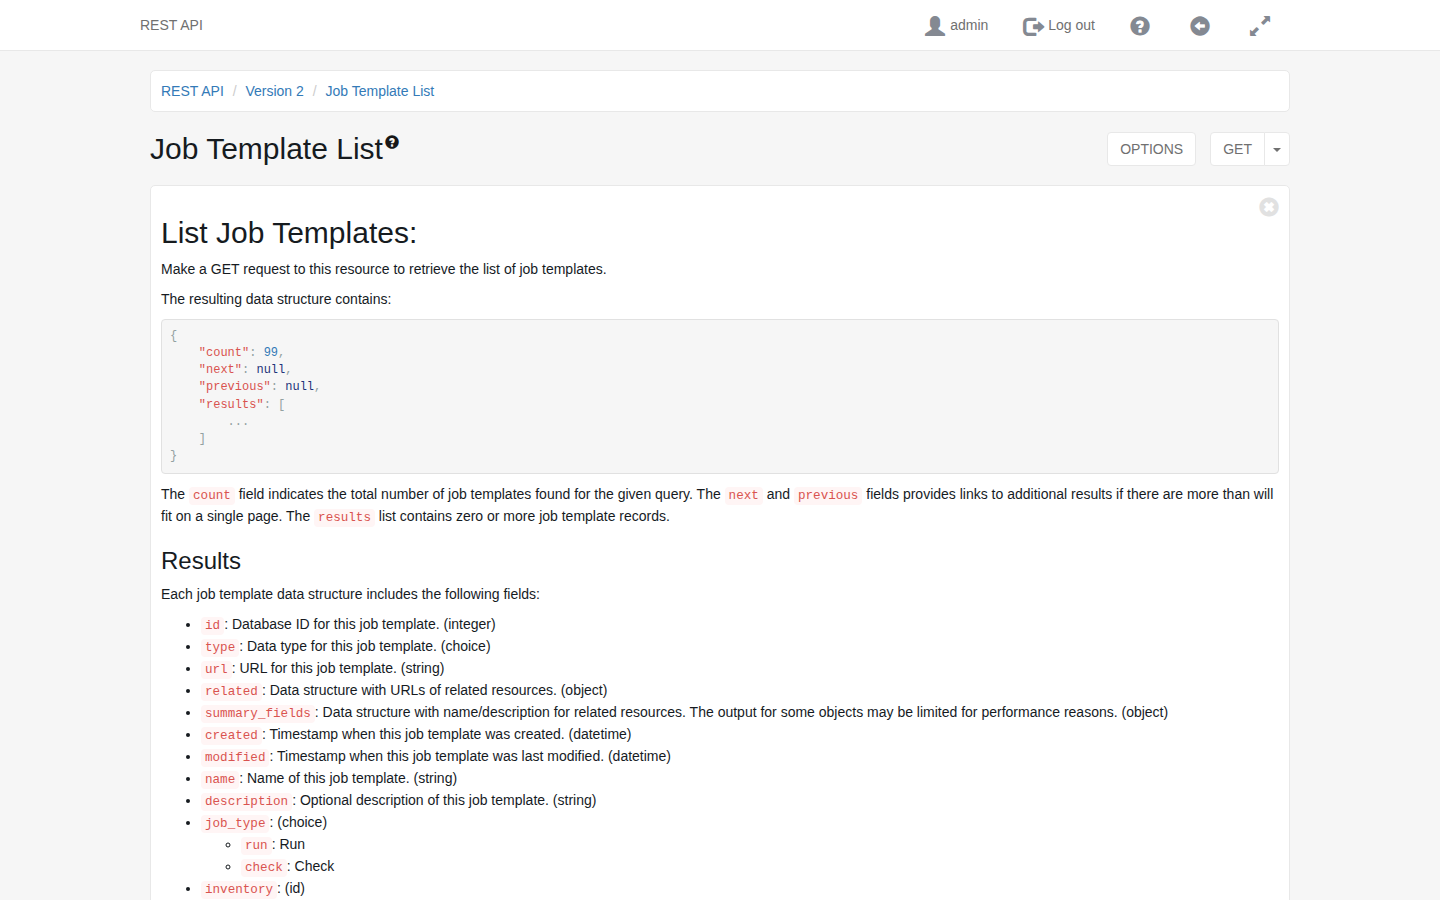 REST API
admin
Log out
REST API / Version 2 / Job Template List
Job Template List
OPTIONS
GET
List Job Templates:
Make a GET request to this resource to retrieve the list of job templates.
The resulting data structure contains:
{
    "count": 99,
    "next": null,
    "previous": null,
    "results": [
        ...
    ]
}
The count field indicates the total number of job templates found for the given query. The next and previous fields provides links to additional results if there are more than will
fit on a single page. The results list contains zero or more job template records.
Results
Each job template data structure includes the following fields:
• id: Database ID for this job template. (integer)
• type: Data type for this job template. (choice)
• url: URL for this job template. (string)
• related: Data structure with URLs of related resources. (object)
• summary_fields: Data structure with name/description for related resources. The output for some objects may be limited for performance reasons. (object)
• created: Timestamp when this job template was created. (datetime)
• modified: Timestamp when this job template was last modified. (datetime)
• name: Name of this job template. (string)
• description: Optional description of this job template. (string)
• job_type: (choice)
◦ run: Run
◦ check: Check
• inventory: (id)